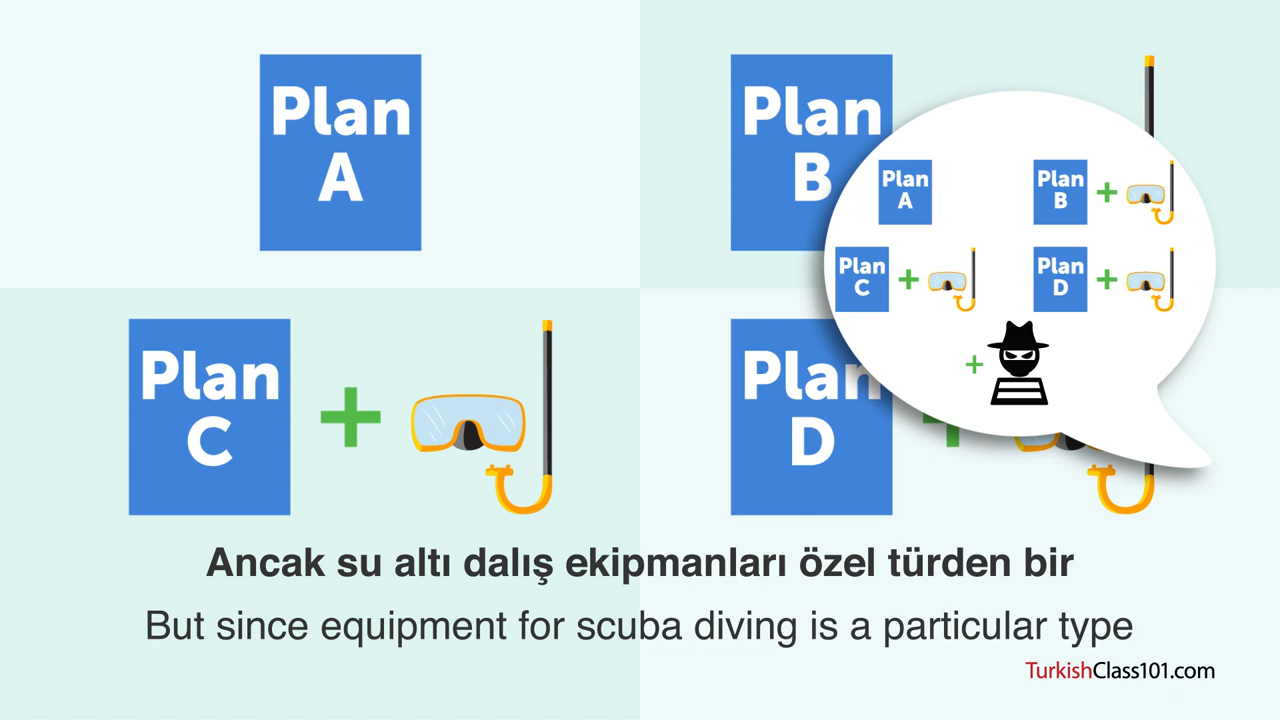 Plan
A
Plan
B
Plan
C
Plan
D
Plan
A
Plan
B
Plan
C
Plan
D
Ancak su altı dalış ekipmanları özel türden bir
But since equipment for scuba diving is a particular type
TurkishClass101.com